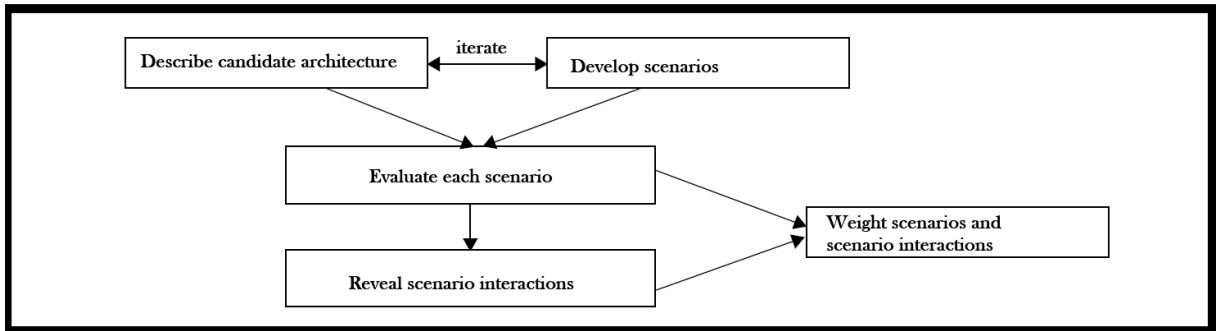 Describe candidate architecture
iterate
Develop scenarios
Evaluate each scenario
Weight scenarios and
scenario interactions
Reveal scenario interactions